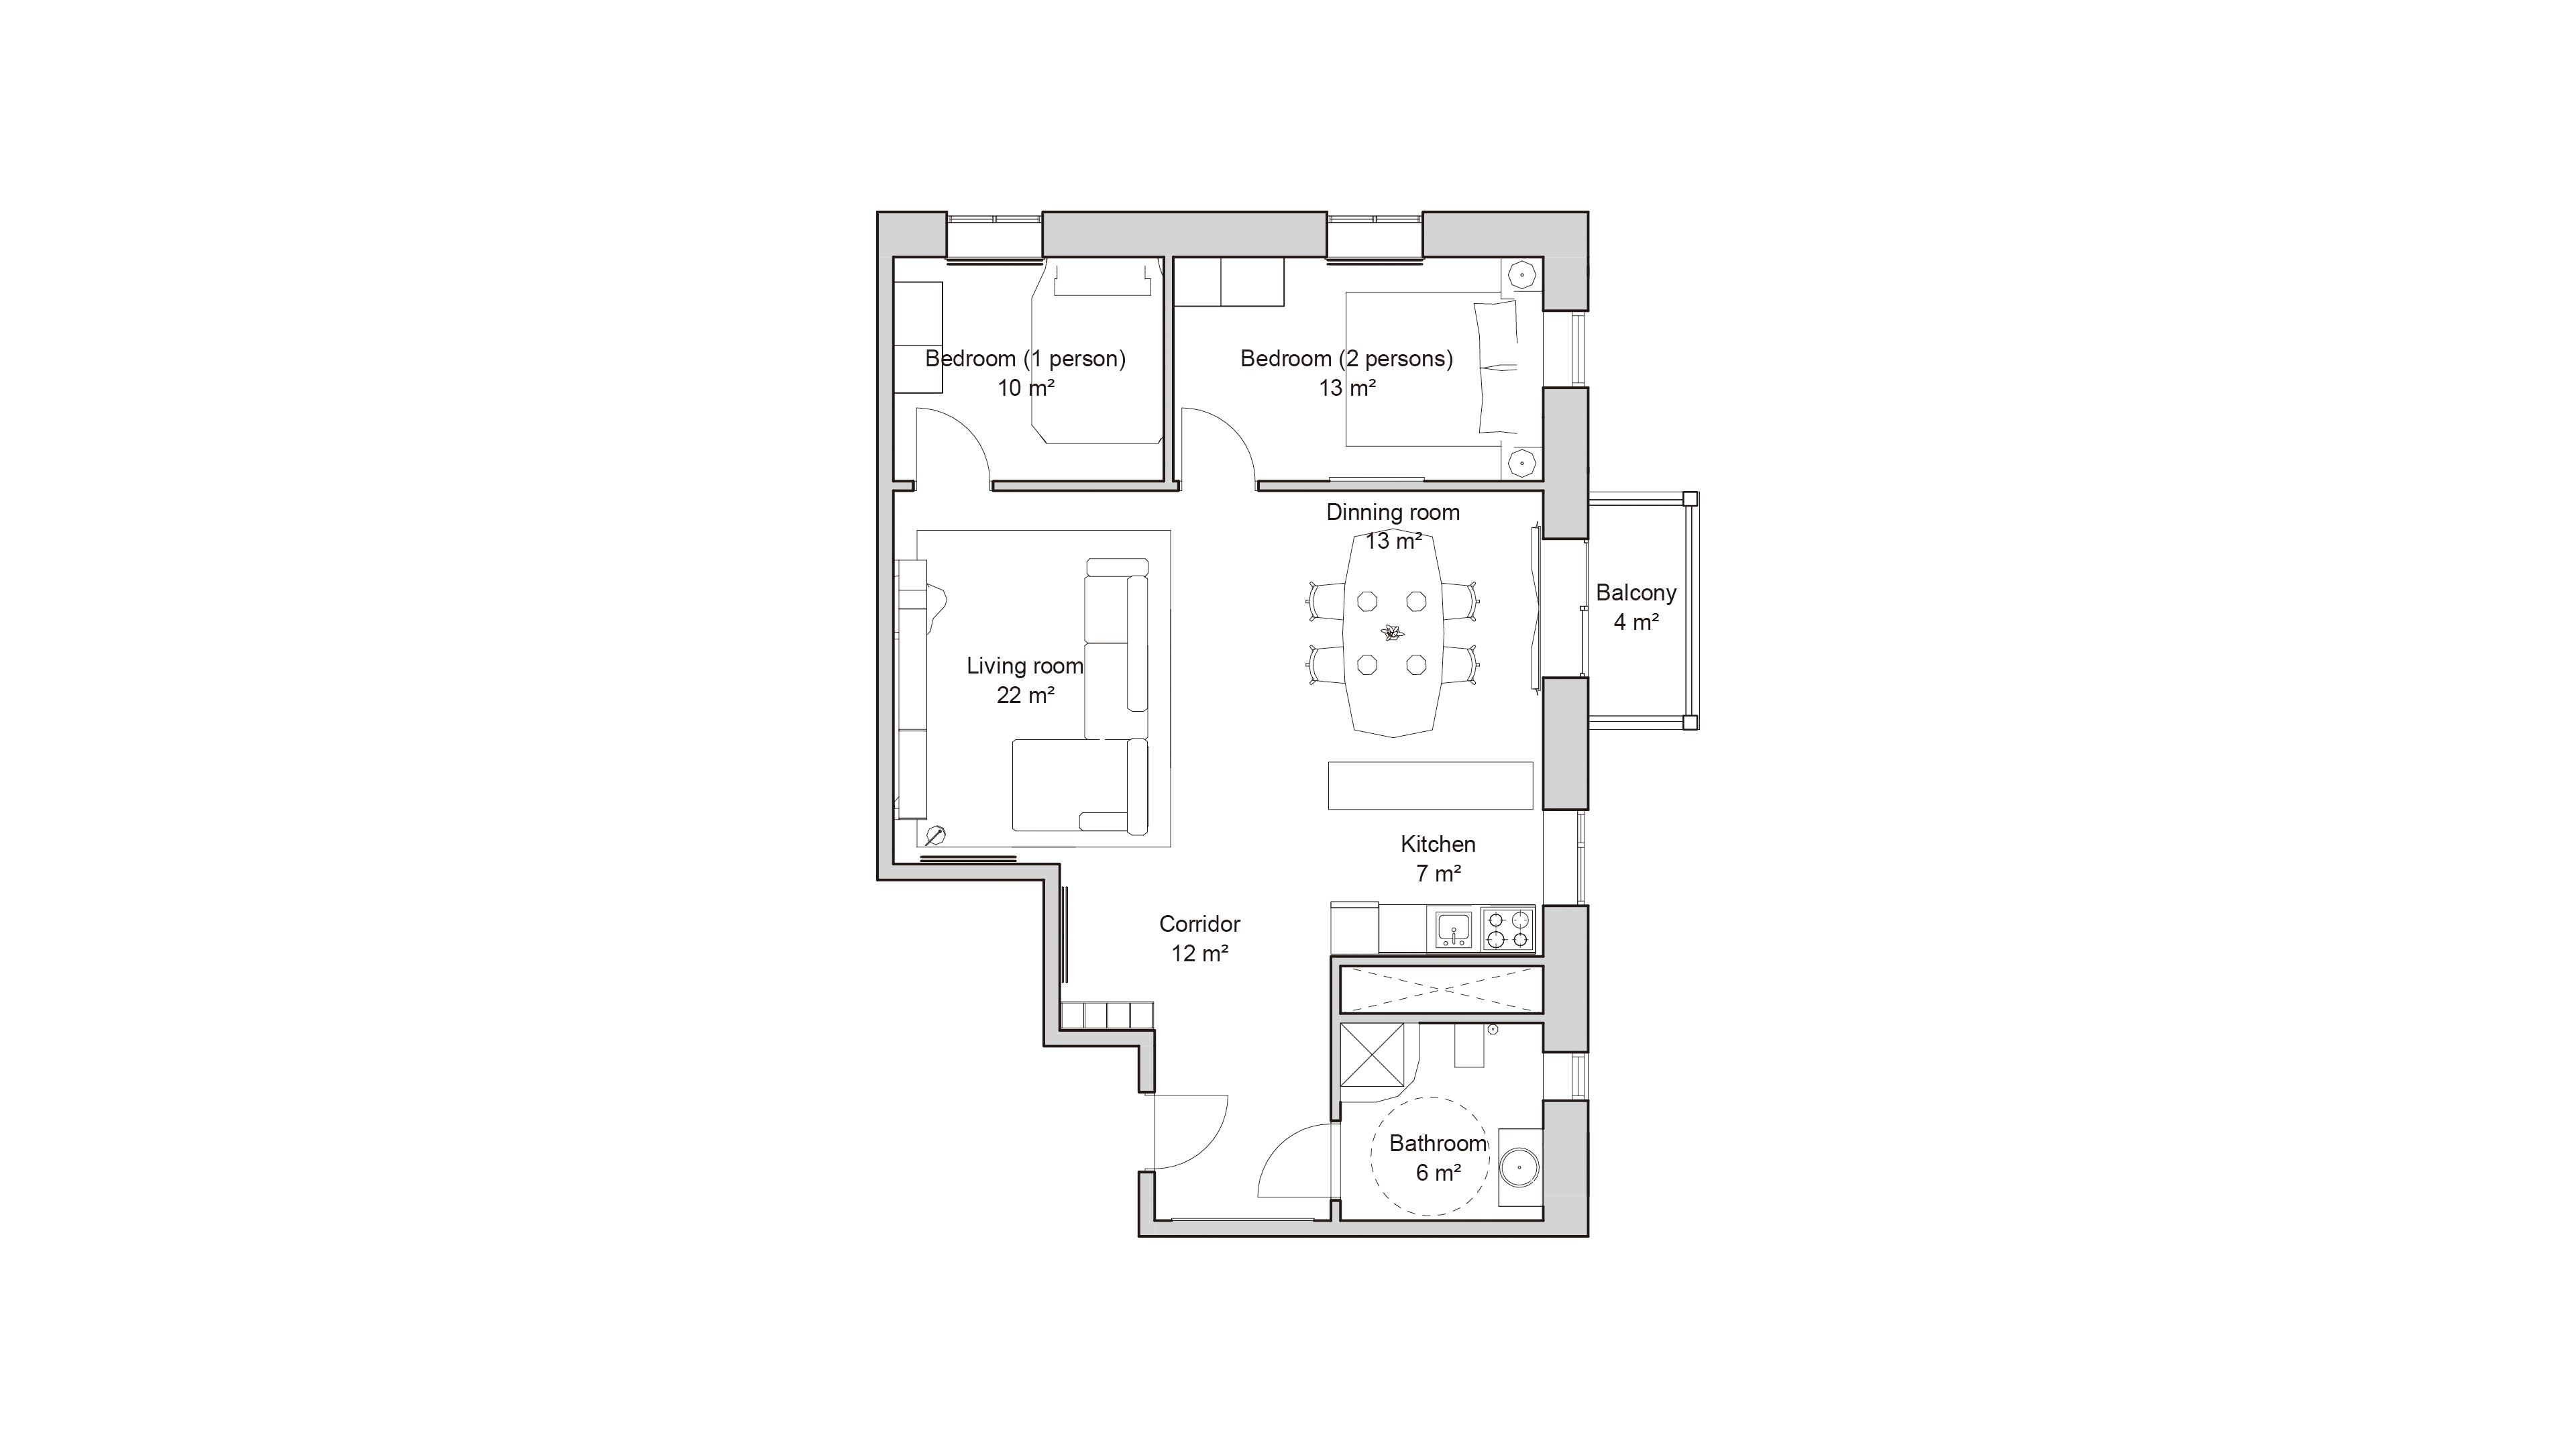 Bedroom (1 person)
10 m²
Bedroom (2 persons)
13 m²
Dinning room
13 m²
Balcony
4 m²
Living room
22 m²
Kitchen
7 m²
Corridor
12 m²
Bathroom
6 m²